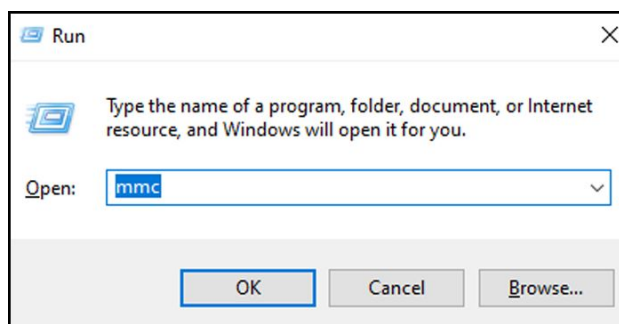 Run
Type the name of a program, folder, document, or Internet
resource, and Windows will open it for you.
Open: mmc
OK Cancel Browse...